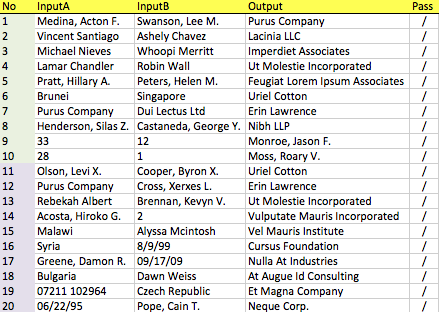 No InputA InputB Output Pass
1 Medina, Acton F. Swanson, Lee M. Purus Company /
2 Vincent Santiago Ashely Chavez Lacinia LLC /
3 Michael Nieves Whoopi Merritt Imperdiet Associates /
4 Lamar Chandler Robin Wall Ut Molestie Incorporated /
5 Pratt, Hillary A. Peters, Helen M. Feugiat Lorem Ipsum Associates /
6 Brunei Singapore Uriel Cotton /
7 Purus Company Dui Lectus Ltd Erin Lawrence /
8 Henderson, Silas Z. Castaneda, George Y. Nibh LLP /
9 33 12 Monroe, Jason F. /
10 28 1 Moss, Roary V. /
11 Olson, Levi X. Cooper, Byron X. Uriel Cotton /
12 Purus Company Cross, Xerxes L. Erin Lawrence /
13 Rebekah Albert Brennan, Kevyn V. Ut Molestie Incorporated /
14 Acosta, Hiroko G. 2 Vulputate Mauris Incorporated /
15 Malawi Alyssa Mcintosh Vel Mauris Institute /
16 Syria 8/9/99 Cursus Foundation /
17 Greene, Damon R. 09/17/09 Nulla At Industries /
18 Bulgaria Dawn Weiss At Augue Id Consulting /
19 07211 102964 Czech Republic Et Magna Company /
20 06/22/95 Pope, Cain T. Neque Corp. /